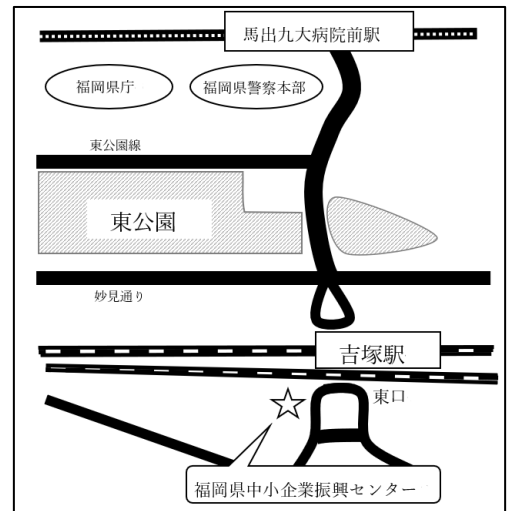 馬出九大病院前駅
福岡県庁
福岡県警察本部
東公園線
東公園
妙見通り
吉塚駅
東口
福岡県中小企業振興センター